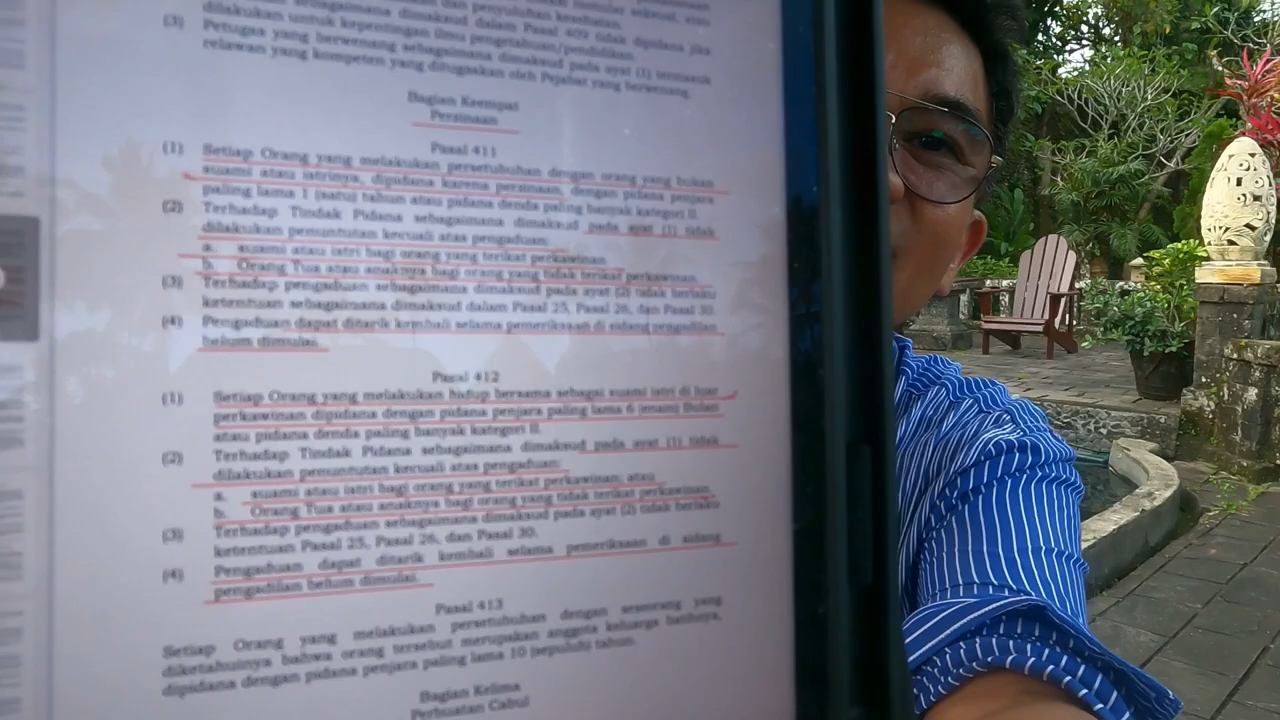 dilakukan untuk kepentingan ilmu pengetahuan/pendidikan.
(3) Petugas yang berwenang sebagaimana dimaksud pada ayat (1) termasuk
relawan yang kompeten yang ditugaskan oleh Pejabat yang berwenang.
Bagian Keempat
Perzinaan
Pasal 411
(1) Setiap Orang yang melakukan persetubuhan dengan orang yang bukan
suami atau istrinya, dipidana karena perzinaan, dengan pidana penjara
paling lama 1 (satu) tahun atau pidana denda paling banyak kategori II.
(2) Terhadap Tindak Pidana sebagaimana dimaksud pada ayat (1) tidak
dilakukan penuntutan kecuali atas pengaduan:
a. suami atau istri bagi orang yang terikat perkawinan.
b. Orang Tua atau anaknya bagi orang yang tidak terikat perkawinan.
(3) Terhadap pengaduan sebagaimana dimaksud pada ayat (2) tidak berlaku
ketentuan sebagaimana dimaksud dalam Pasal 25, Pasal 26, dan Pasal 30.
(4) Pengaduan dapat ditarik kembali selama pemeriksaan di sidang pengadilan
belum dimulai.
Pasal 412
(1) Setiap Orang yang melakukan hidup bersama sebagai suami istri di luar
perkawinan dipidana dengan pidana penjara paling lama 6 (enam) Bulan
atau pidana denda paling banyak kategori II.
(2) Terhadap Tindak Pidana sebagaimana dimaksud pada ayat (1) tidak
dilakukan penuntutan kecuali atas pengaduan:
a. suami atau istri bagi orang yang terikat perkawinan atau
b. Orang Tua atau anaknya bagi orang yang tidak terikat perkawinan.
(3) Terhadap pengaduan sebagaimana dimaksud pada ayat (2) tidak berlaku
ketentuan Pasal 25, Pasal 26, dan Pasal 30.
(4) Pengaduan dapat ditarik kembali selama pemeriksaan di sidang
pengadilan belum dimulai.
Pasal 413
Setiap Orang yang melakukan persetubuhan dengan seseorang yang
diketahuinya bahwa orang tersebut merupakan anggota keluarga batihnya,
dipidana dengan pidana penjara paling lama 10 (sepuluh) tahun.
Bagian Kelima
Perbuatan Cabul